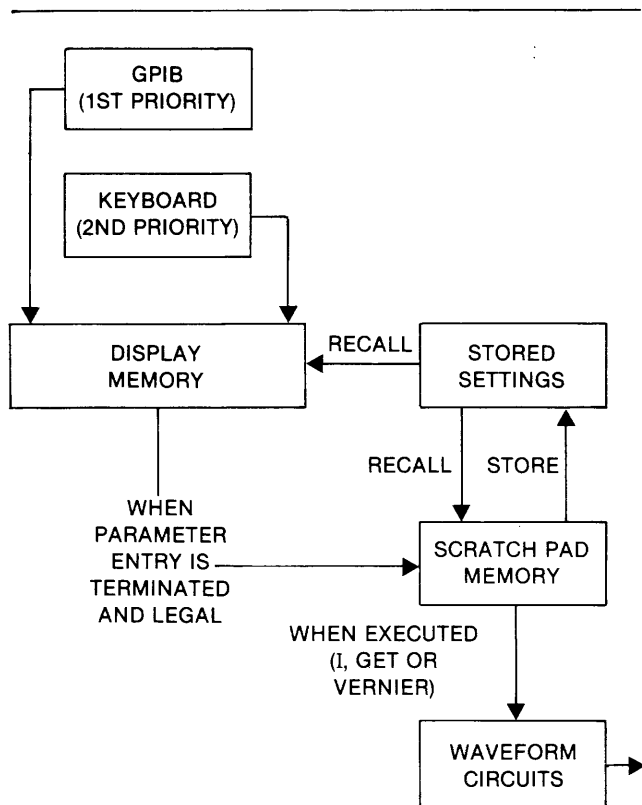 GPIB
(1ST PRIORITY)
KEYBOARD
(2ND PRIORITY)
DISPLAY
MEMORY
RECALL
STORED
SETTINGS
RECALL
STORE
WHEN
PARAMETER
ENTRY IS
TERMINATED
AND LEGAL
SCRATCH PAD
MEMORY
WHEN EXECUTED
(I, GET OR
VERNIER)
WAVEFORM
CIRCUITS